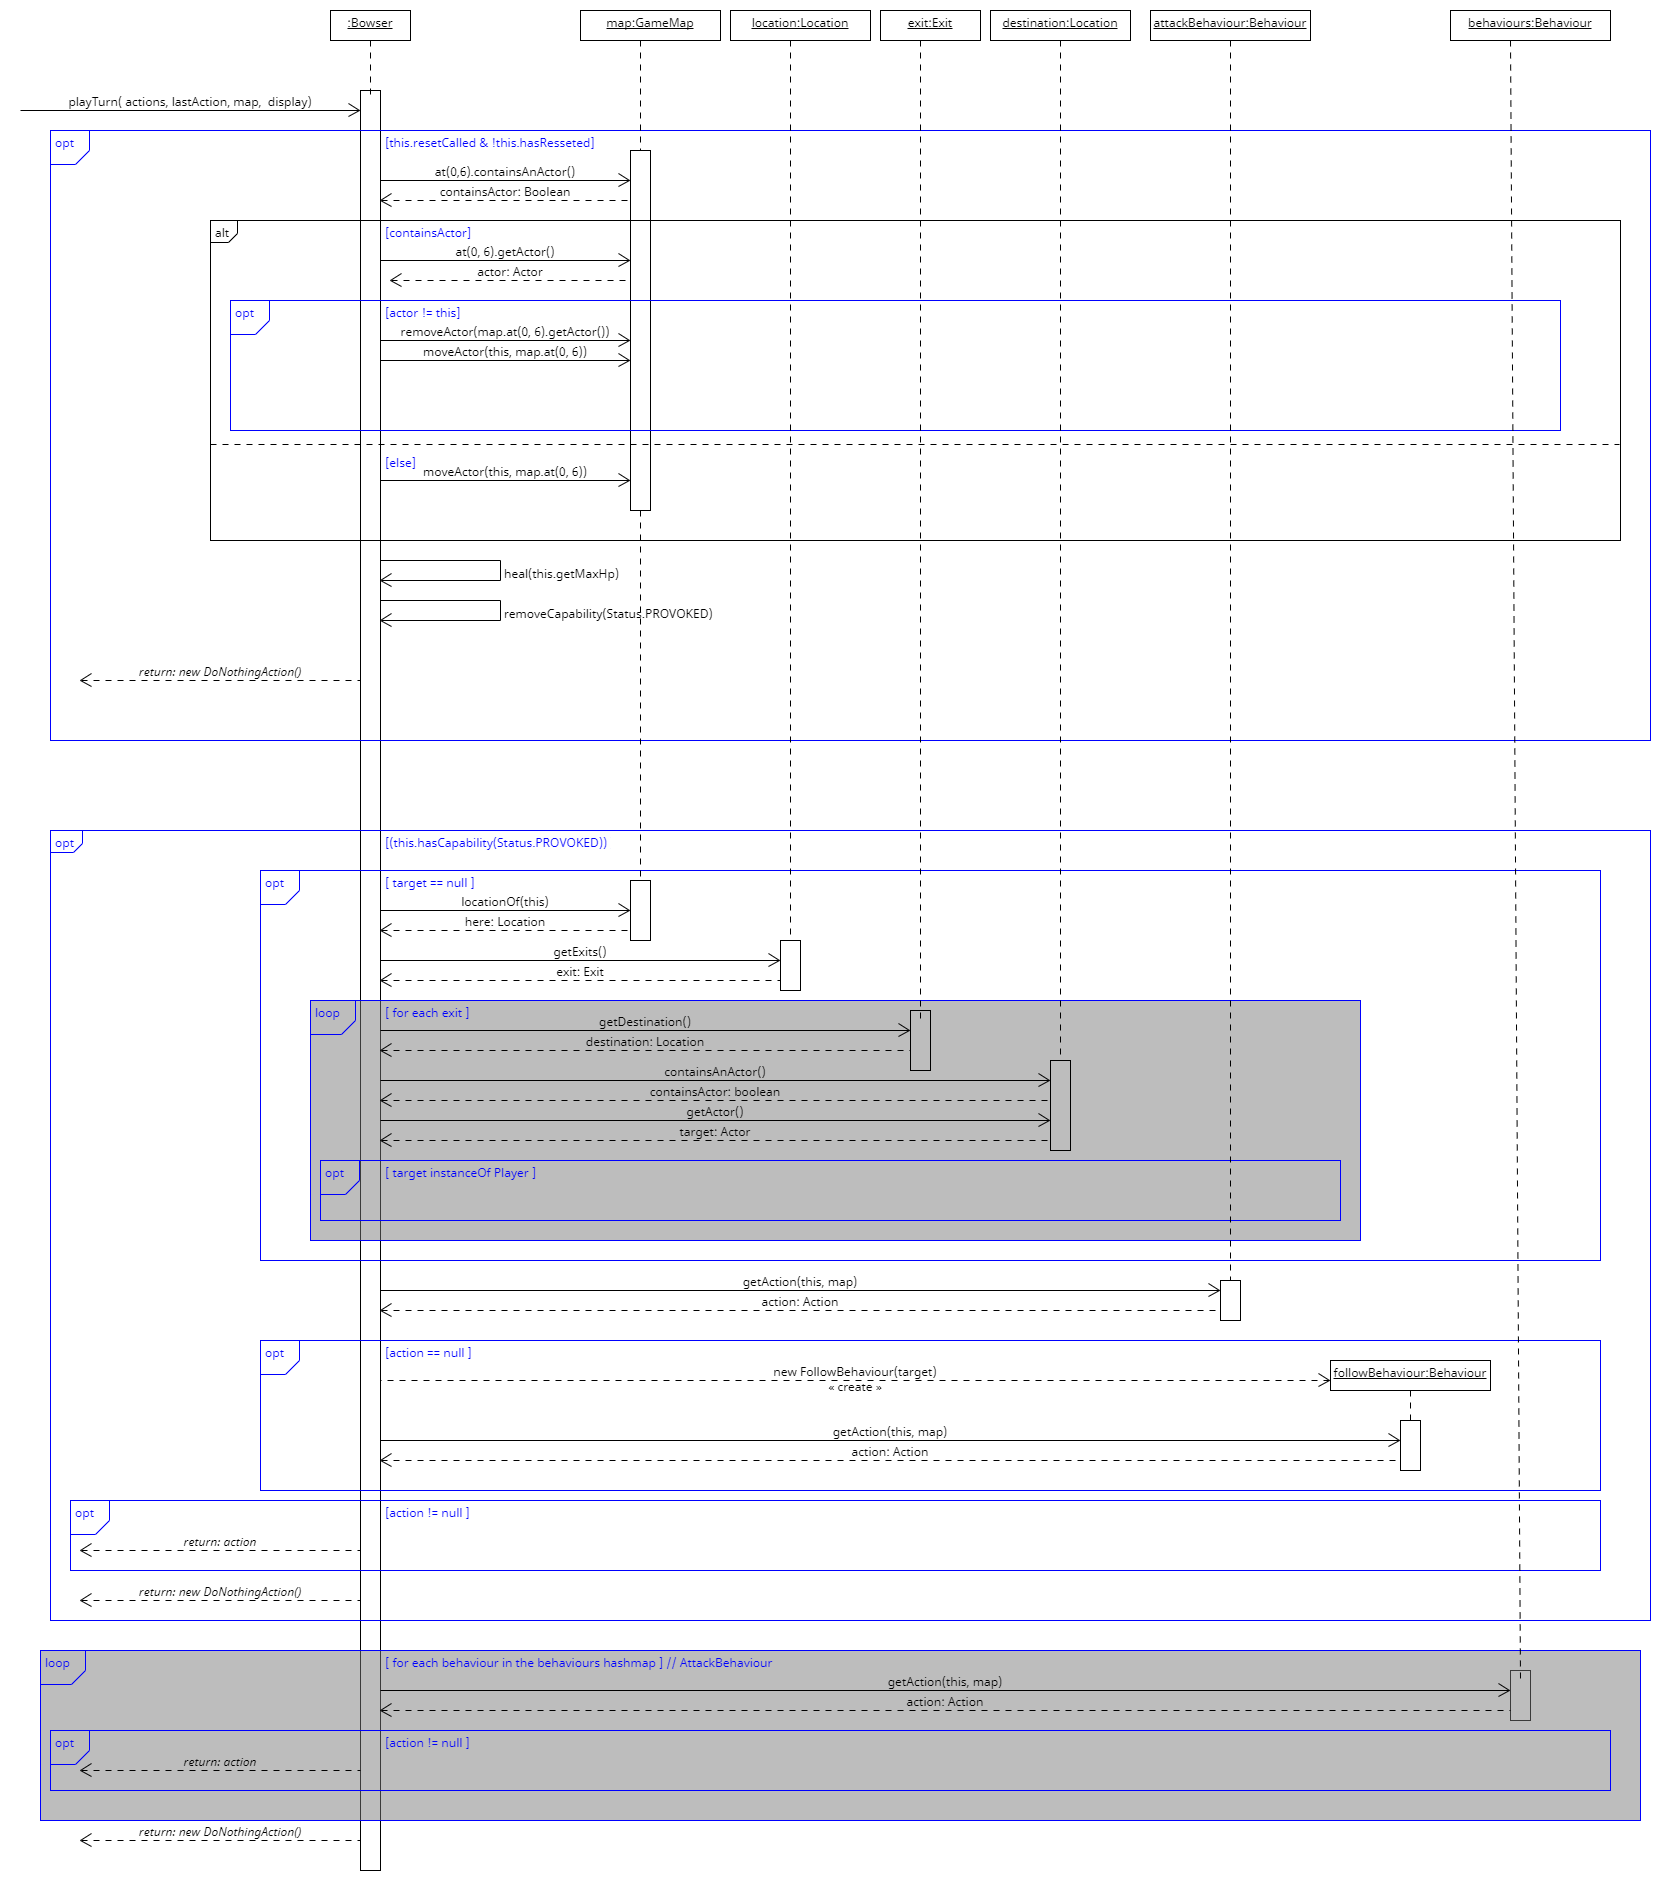 :Bowser
map:GameMap
location:Location
exit:Exit
destination:Location
attackBehaviour:Behaviour
behaviours:Behaviour
playTurn( actions, lastAction, map,  display)
opt
[this.resetCalled & !this.hasResseted]
at(0,6).containsAnActor()
containsActor: Boolean
alt
[containsActor]
at(0, 6).getActor()
actor: Actor
opt
[actor != this]
removeActor(map.at(0, 6).getActor())
moveActor(this, map.at(0, 6))
[else]
moveActor(this, map.at(0, 6))
heal(this.getMaxHp)
removeCapability(Status.PROVOKED)
return: new DoNothingAction()
opt
[(this.hasCapability(Status.PROVOKED))
opt
[ target == null ]
locationOf(this)
here: Location
getExits()
exit: Exit
loop
[ for each exit ]
getDestination()
destination: Location
containsAnActor()
containsActor: boolean
getActor()
target: Actor
opt
[ target instanceOf Player ]
getAction(this, map)
action: Action
opt
[action == null ]
new FollowBehaviour(target)
« create »
followBehaviour:Behaviour
getAction(this, map)
action: Action
opt
[action != null ]
return: action
return: new DoNothingAction()
loop
[ for each behaviour in the behaviours hashmap ] // AttackBehaviour
getAction(this, map)
action: Action
opt
[action != null ]
return: action
return: new DoNothingAction()